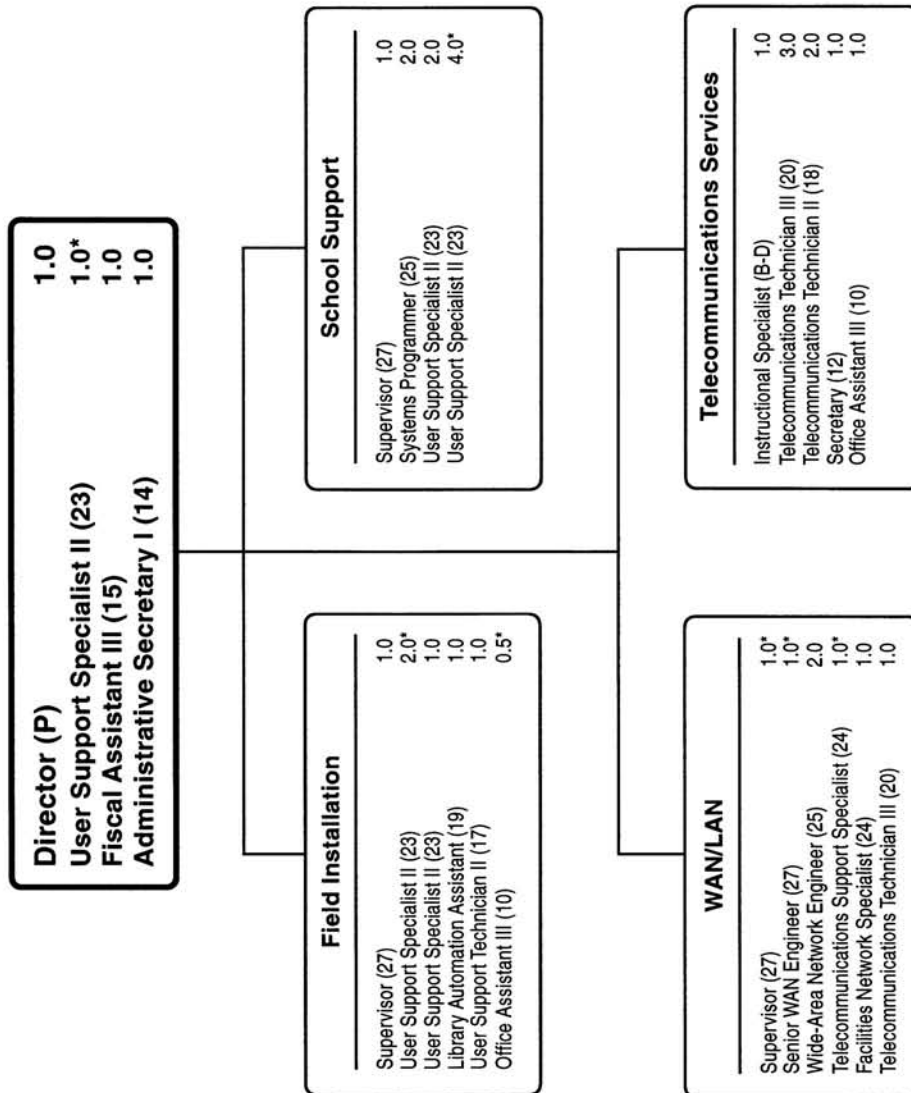 Director (P) 1.0
User Support Specialist II (23) 1.0*
Fiscal Assistant III (15) 1.0
Administrative Secretary I (14) 1.0
Field Installation
Supervisor (27) 1.0
User Support Specialist II (23) 2.0*
User Support Specialist II (23) 1.0
Library Automation Assistant (19) 1.0
User Support Technician II (17) 1.0
Office Assistant III (10) 0.5*
School Support
Supervisor (27) 1.0
Systems Programmer (25) 2.0
User Support Specialist II (23) 2.0
User Support Specialist II (23) 4.0*
WAN/LAN
Supervisor (27) 1.0*
Senior WAN Engineer (27) 1.0*
Wide-Area Network Engineer (25) 2.0
Telecommunications Support Specialist (24) 1.0*
Facilities Network Specialist (24) 1.0
Telecommunications Technician III (20) 1.0
Telecommunications Services
Instructional Specialist (B-D) 1.0
Telecommunications Technician III (20) 3.0
Telecommunications Technician II (18) 2.0
Secretary (12) 1.0
Office Assistant III (10) 1.0